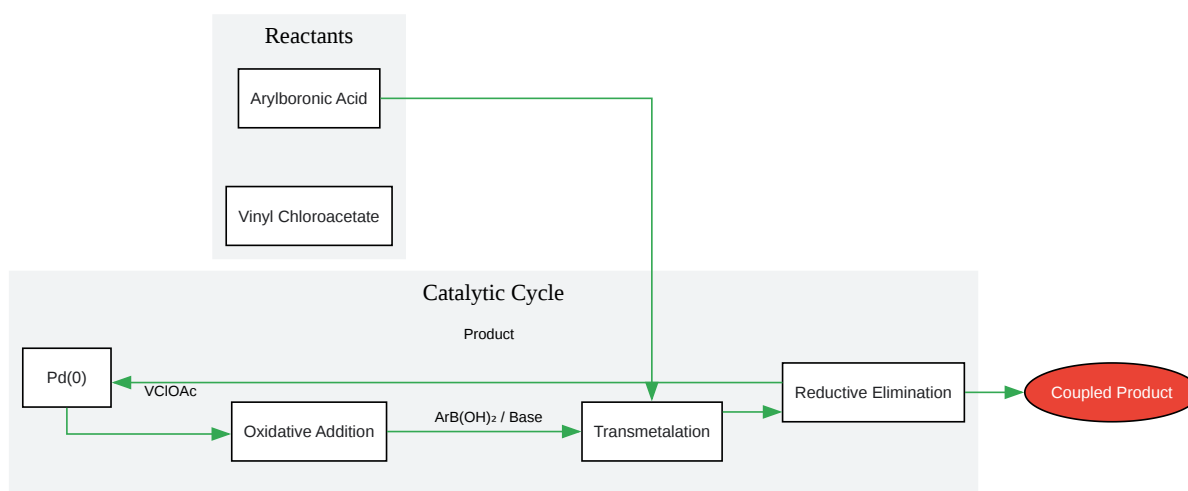 Reactants
Arylboronic Acid
Vinyl Chloroacetate
Catalytic Cycle
Product
Pd(0)
VClOAc
Reductive Elimination
Coupled Product
Oxidative Addition
ArB(OH)₂ / Base
Transmetalation